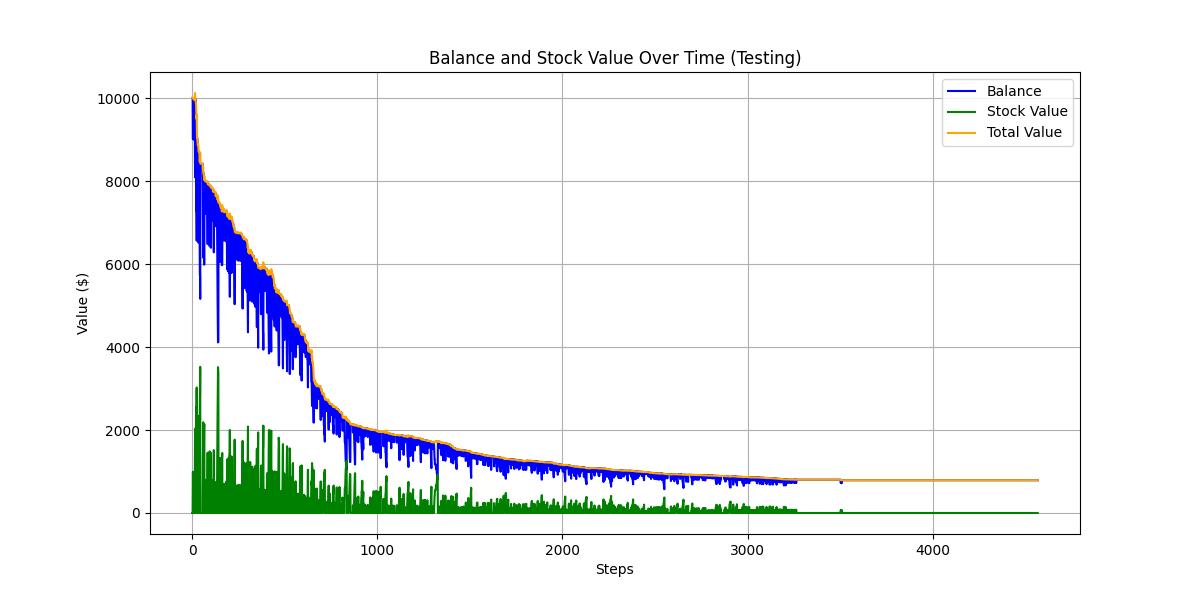 Balance and Stock Value Over Time (Testing)
Balance
Stock Value
Total Value
10000
8000
6000
4000
2000
0
Value ($)
0 1000 2000 3000 4000
Steps